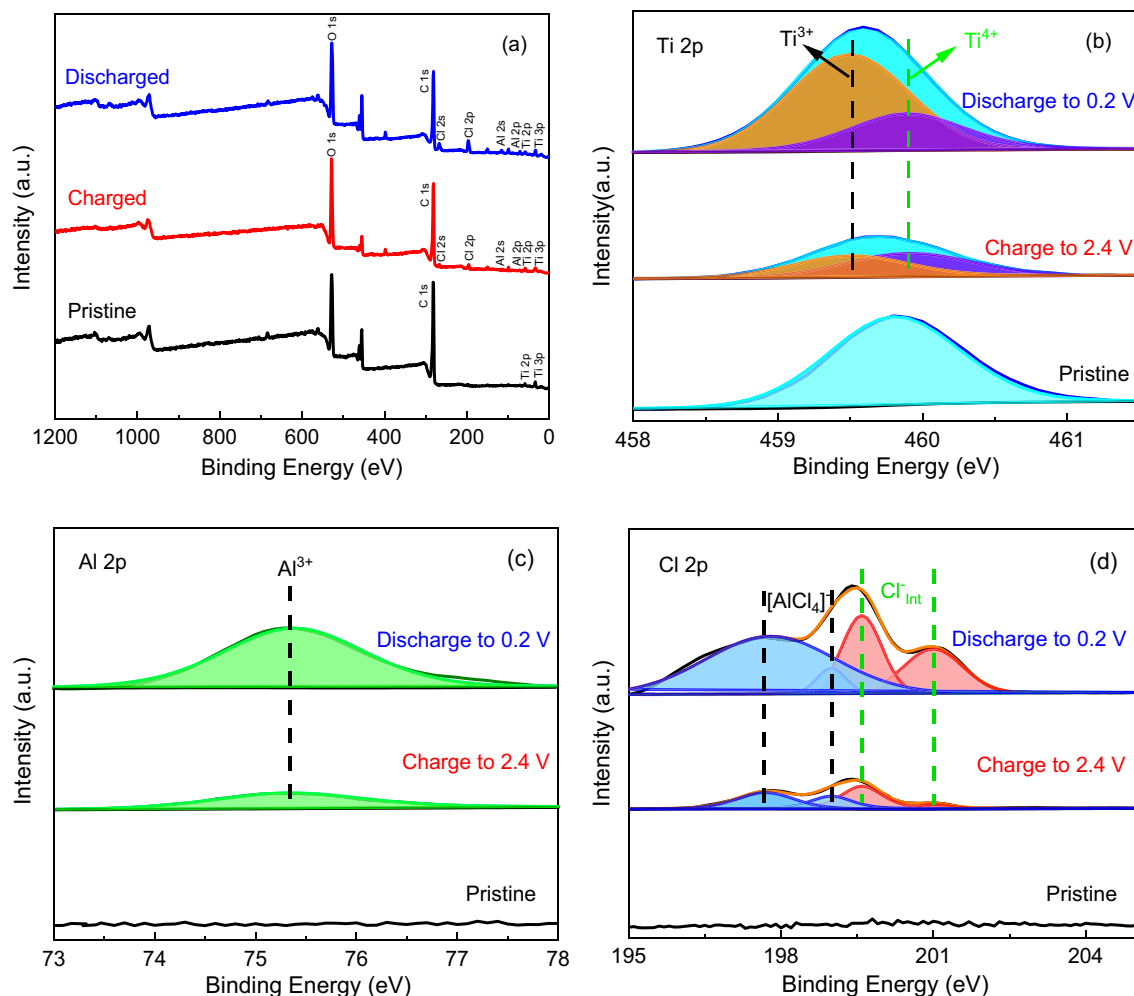 (a)
Discharged
O 1s
C 1s
Cl 2s
Cl 2p
Al 2s
Al 2p
Ti 2p
Ti 3p
Charged
O 1s
C 1s
Cl 2s
Cl 2p
Al 2s
Al 2p
Ti 2p
Ti 3p
Pristine
C 1s
Ti 2p
Ti 3p
Intensity (a.u.)
1200 1000 800 600 400 200 0
Binding Energy (eV)
Ti 2p
Ti³⁺
Ti⁴⁺
(b)
Discharge to 0.2 V
Charge to 2.4 V
Pristine
Intensity(a.u.)
458 459 460 461
Binding Energy (eV)
Al 2p
Al³⁺
(c)
Discharge to 0.2 V
Charge to 2.4 V
Pristine
Intensity (a.u.)
73 74 75 76 77 78
Binding Energy (eV)
Cl 2p
[AlCl₄]⁻
Cl⁻Int
(d)
Discharge to 0.2 V
Charge to 2.4 V
Pristine
Intensity (a.u.)
195 198 201 204
Binding Energy (eV)